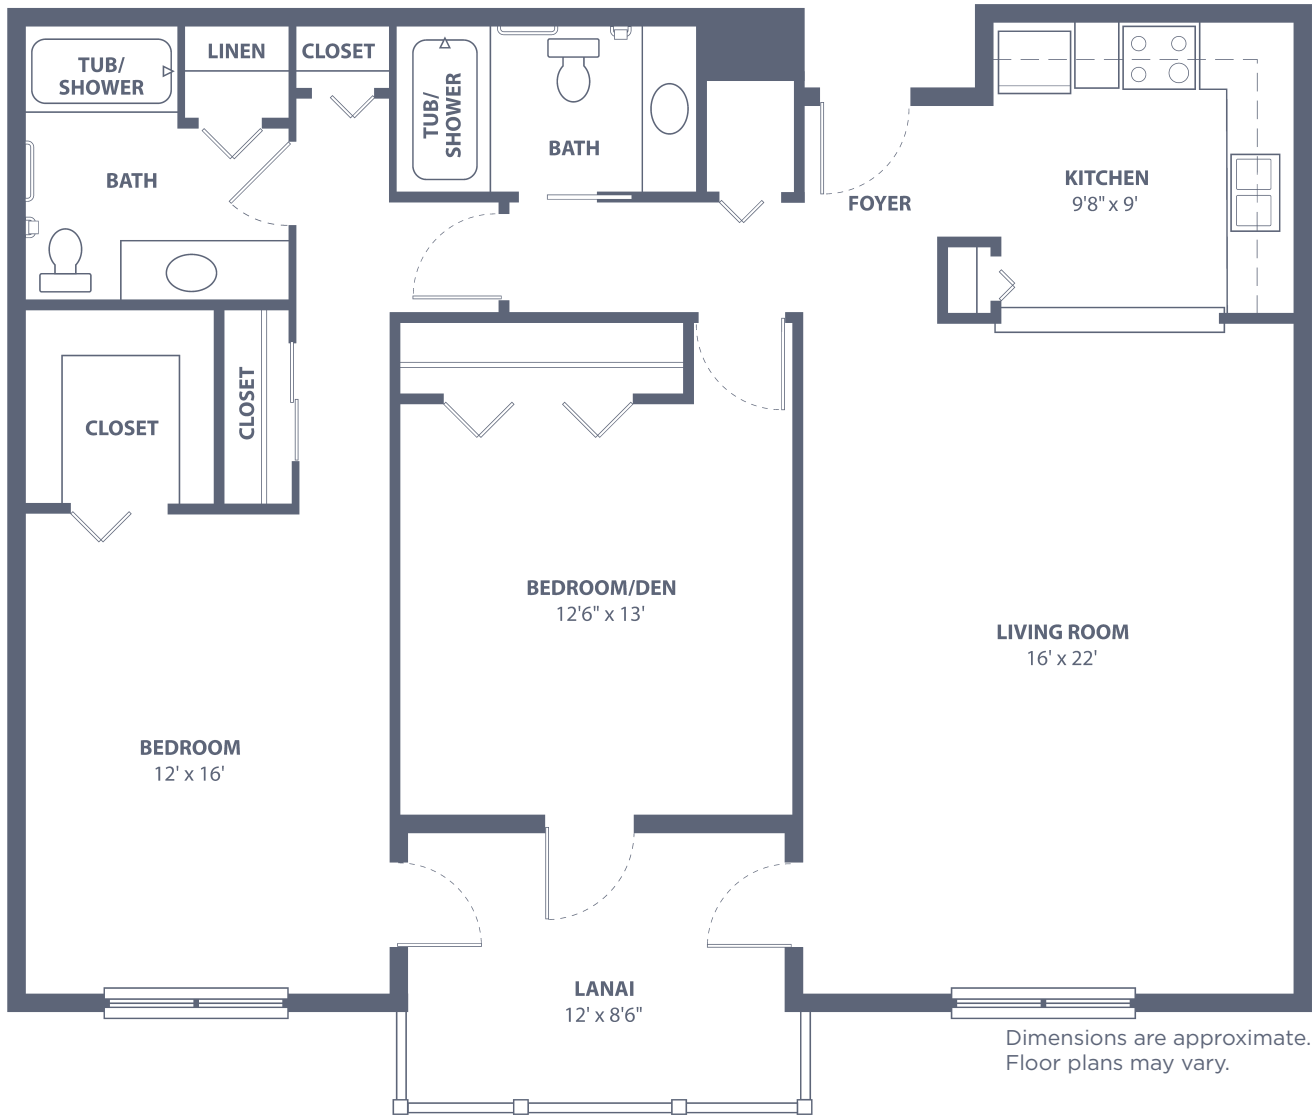 LINEN
CLOSET
TUB/
SHOWER
TUB/
SHOWER
BATH
BATH
KITCHEN
9'8" x 9'
FOYER
CLOSET
CLOSET
BEDROOM/DEN
12'6" x 13'
LIVING ROOM
16' x 22'
BEDROOM
12' x 16'
LANAI
12' x 8'6"
Dimensions are approximate.
Floor plans may vary.